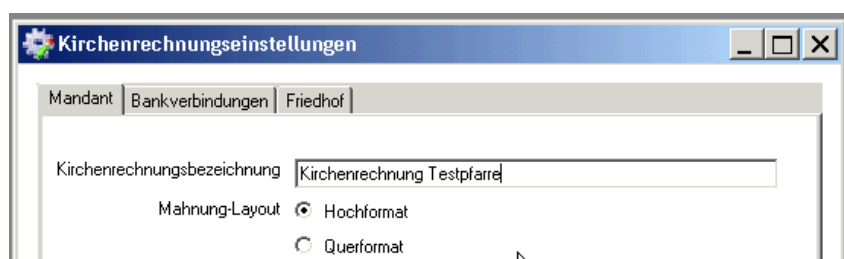 Kirchenrechnungseinstellungen
Mandant Bankverbindungen Friedhof
Kirchenrechnungsbezeichnung Kirchenrechnung Testpfarre
Mahnung-Layout Hochformat
Querformat